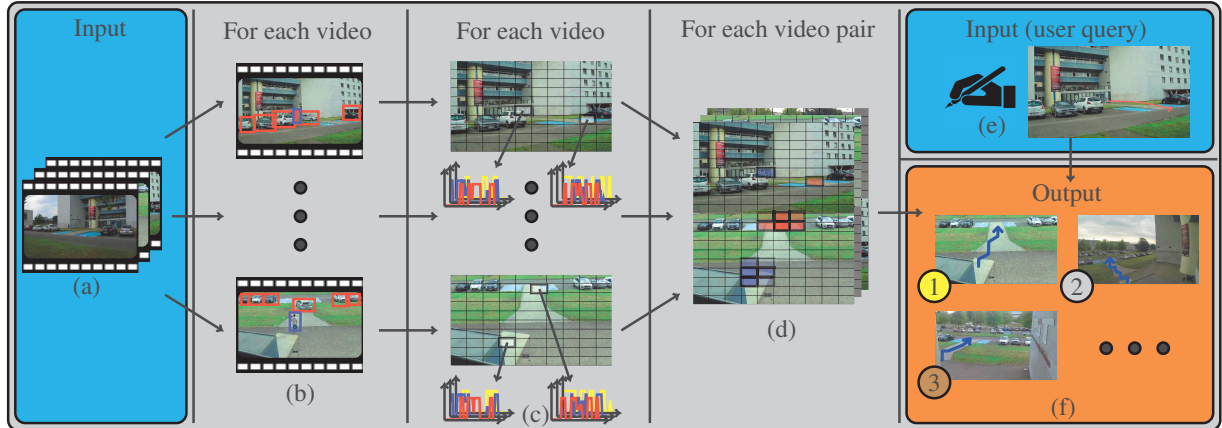 Input
For each video
For each video
For each video pair
Input (user query)
(e)
Output
(a)
1
2
(d)
3
(b)
(c)
(f)